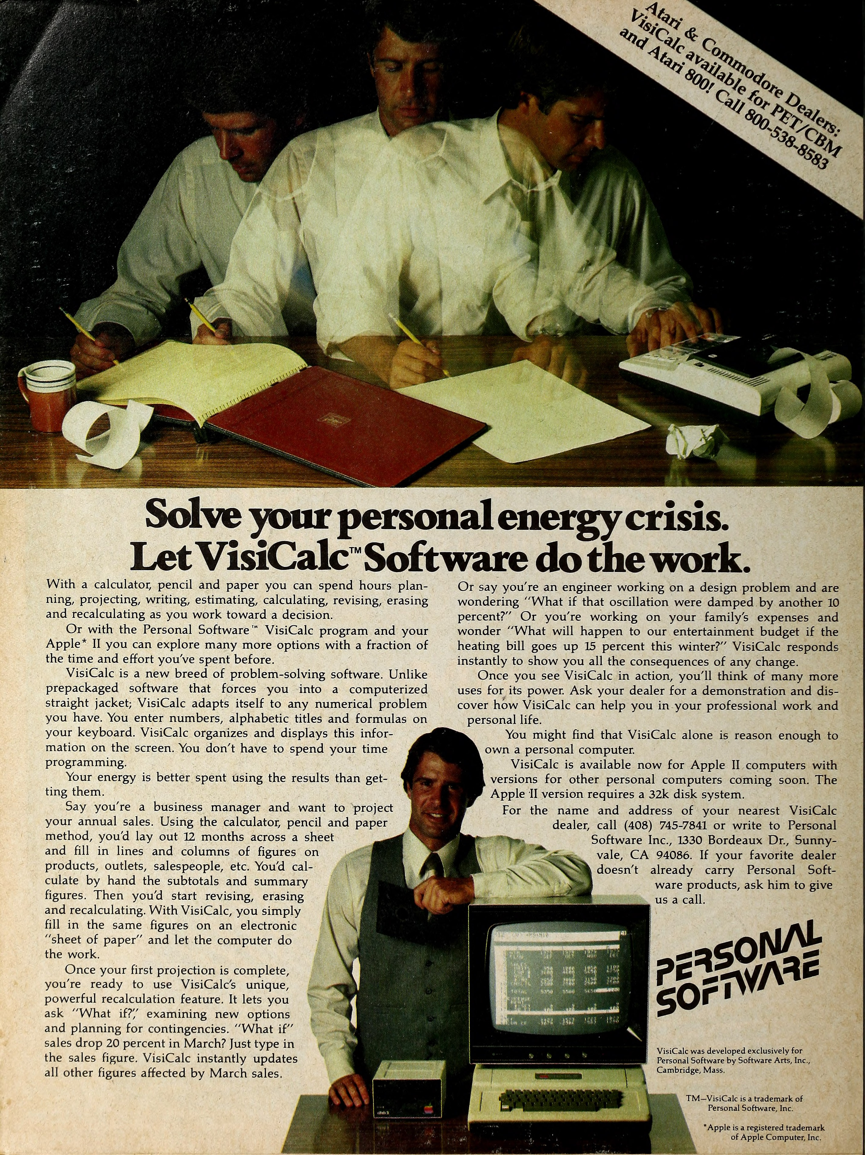 Atari & Commodore Dealers:
VisiCalc available for PET/CBM
and Atari 800! Call 800-538-8583
Solve your personal energy crisis.
Let VisiCalc™ Software do the work.
With a calculator, pencil and paper you can spend hours plan-
ning, projecting, writing, estimating, calculating, revising, erasing
and recalculating as you work toward a decision.
Or with the Personal Software™ VisiCalc program and your
Apple* II you can explore many more options with a fraction of
the time and effort you've spent before.
VisiCalc is a new breed of problem-solving software. Unlike
prepackaged software that forces you into a computerized
straight jacket, VisiCalc adapts itself to any numerical problem
you have. You enter numbers, alphabetic titles and formulas on
your keyboard. VisiCalc organizes and displays this infor-
mation on the screen. You don't have to spend your time
programming.
Your energy is better spent using the results than get-
ting them.
Say you're a business manager and want to project
your annual sales. Using the calculator, pencil and paper
method, you'd lay out 12 months across a sheet
and fill in lines and columns of figures on
products, outlets, salespeople, etc. You'd cal-
culate by hand the subtotals and summary
figures. Then you'd start revising, erasing
and recalculating. With VisiCalc, you simply
fill in the same figures on an electronic
"sheet of paper" and let the computer do
the work.
Once your first projection is complete,
you're ready to use VisiCalc's unique,
powerful recalculation feature. It lets you
ask "What if?," examining new options
and planning for contingencies. "What if"
sales drop 20 percent in March? Just type in
the sales figure. VisiCalc instantly updates
all other figures affected by March sales.
Or say you're an engineer working on a design problem and are
wondering "What if that oscillation were damped by another 10
percent?" Or you're working on your family's expenses and
wonder "What will happen to our entertainment budget if the
heating bill goes up 15 percent this winter?" VisiCalc responds
instantly to show you all the consequences of any change.
Once you see VisiCalc in action, you'll think of many more
uses for its power. Ask your dealer for a demonstration and dis-
cover how VisiCalc can help you in your professional work and
personal life.
You might find that VisiCalc alone is reason enough to
own a personal computer.
VisiCalc is available now for Apple II computers with
versions for other personal computers coming soon. The
Apple II version requires a 32k disk system.
For the name and address of your nearest VisiCalc
dealer, call (408) 745-7841 or write to Personal
Software Inc., 1330 Bordeaux Dr., Sunny-
vale, CA 94086. If your favorite dealer
doesn't already carry Personal Soft-
ware products, ask him to give
us a call.
PERSONAL
SOFTWARE
VisiCalc was developed exclusively for
Personal Software by Software Arts, Inc.,
Cambridge, Mass.
TM—VisiCalc is a trademark of
Personal Software, Inc.
*Apple is a registered trademark
of Apple Computer, Inc.